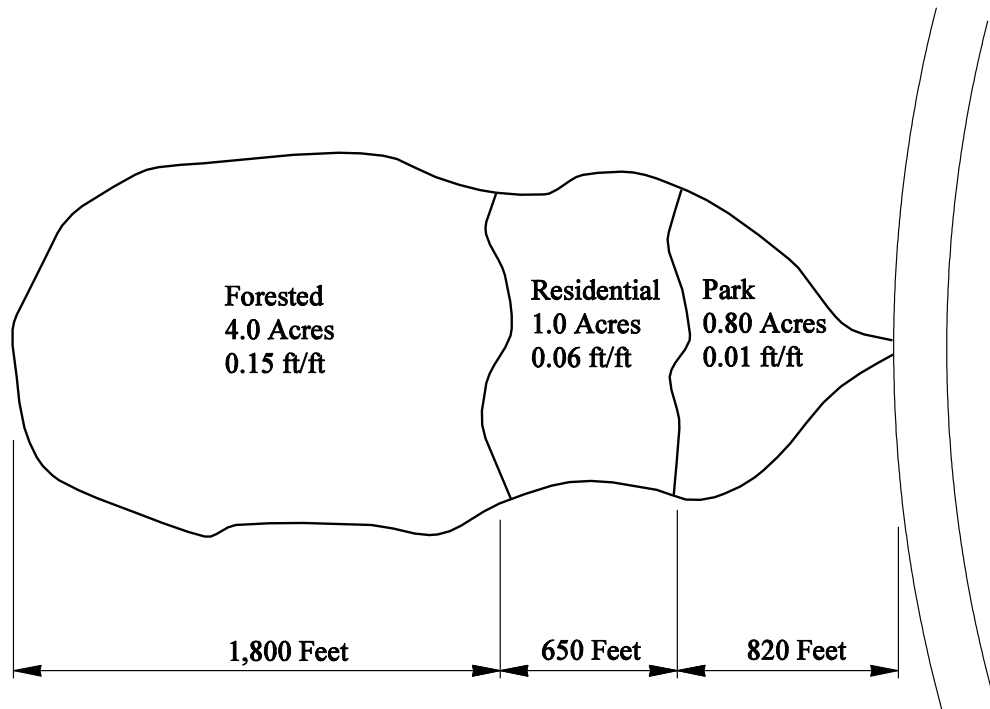 Forested
4.0 Acres
0.15 ft/ft
Residential
1.0 Acres
0.06 ft/ft
Park
0.80 Acres
0.01 ft/ft
1,800 Feet
650 Feet
820 Feet